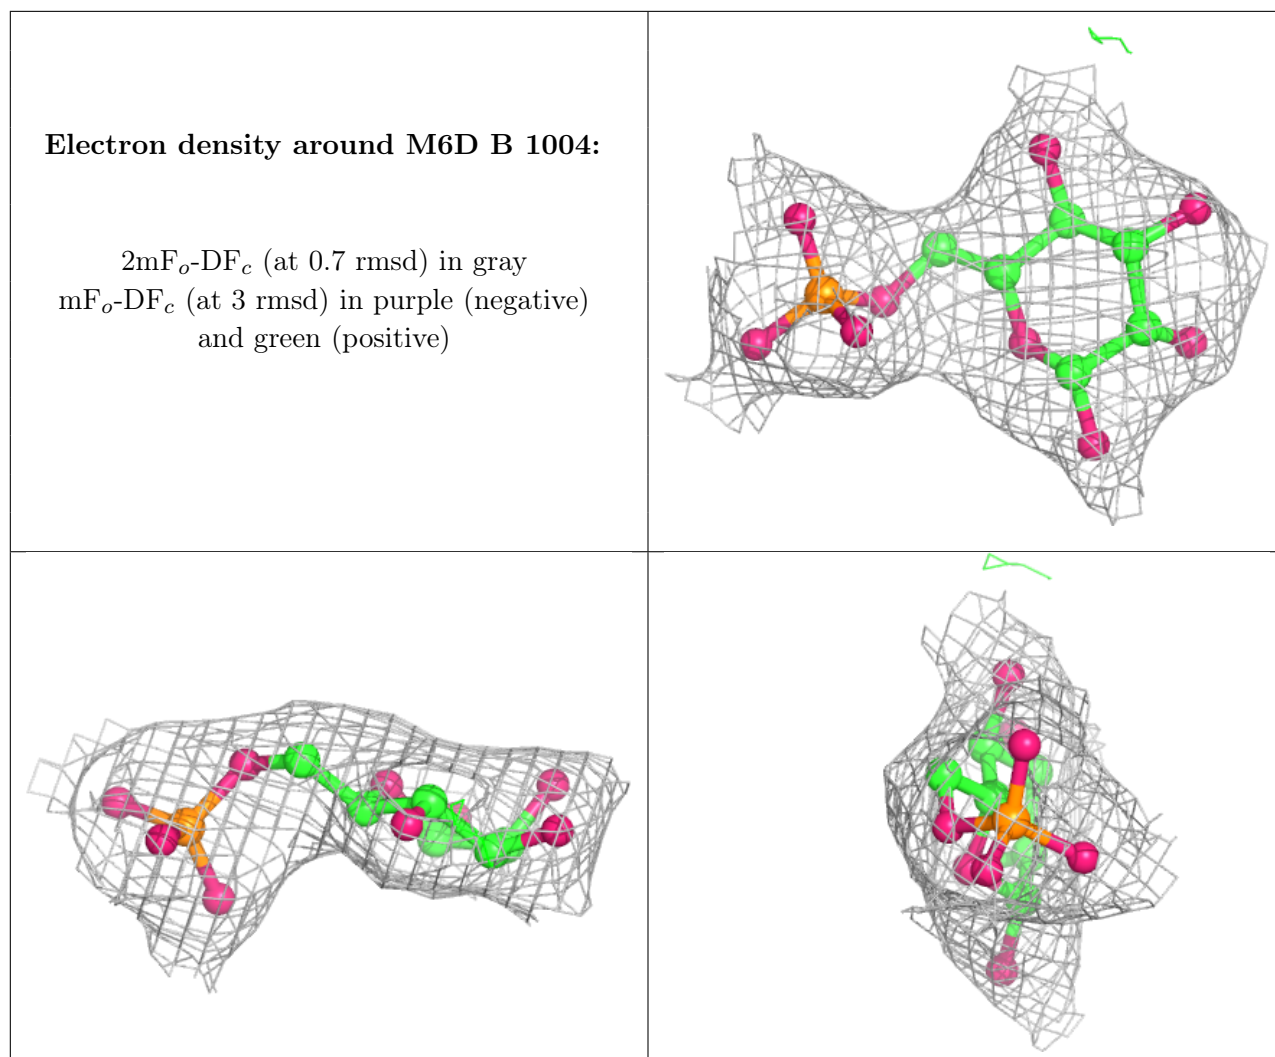 Electron density around M6D B 1004:
2mFo-DFc (at 0.7 rmsd) in gray
mFo-DFc (at 3 rmsd) in purple (negative)
and green (positive)